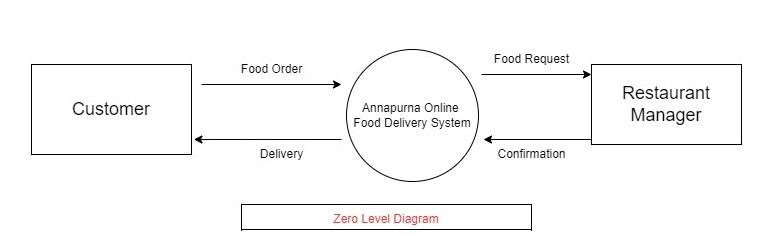 Food Order
Food Request
Customer
Annapurna Online
Food Delivery System
Restaurant
Manager
Delivery
Confirmation
Zero Level Diagram